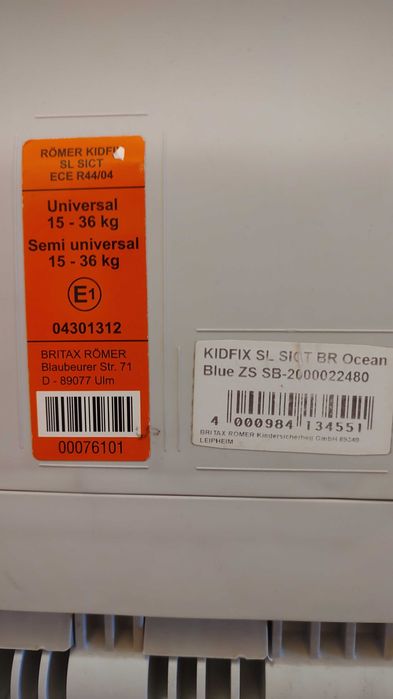 RÖMER KIDFIX
SL SICT
ECE R44/04
Universal
15 - 36 kg
Semi universal
15 - 36 kg
E1
04301312
BRITAX RÖMER
Blaubeurer Str. 71
D - 89077 Ulm
00076101
KIDFIX SL SICT BR Ocean
Blue ZS SB-2000022480
4 000984 134551
BRITAX RÖMER Kindersicherheit GmbH 89340
LEIPHEIM